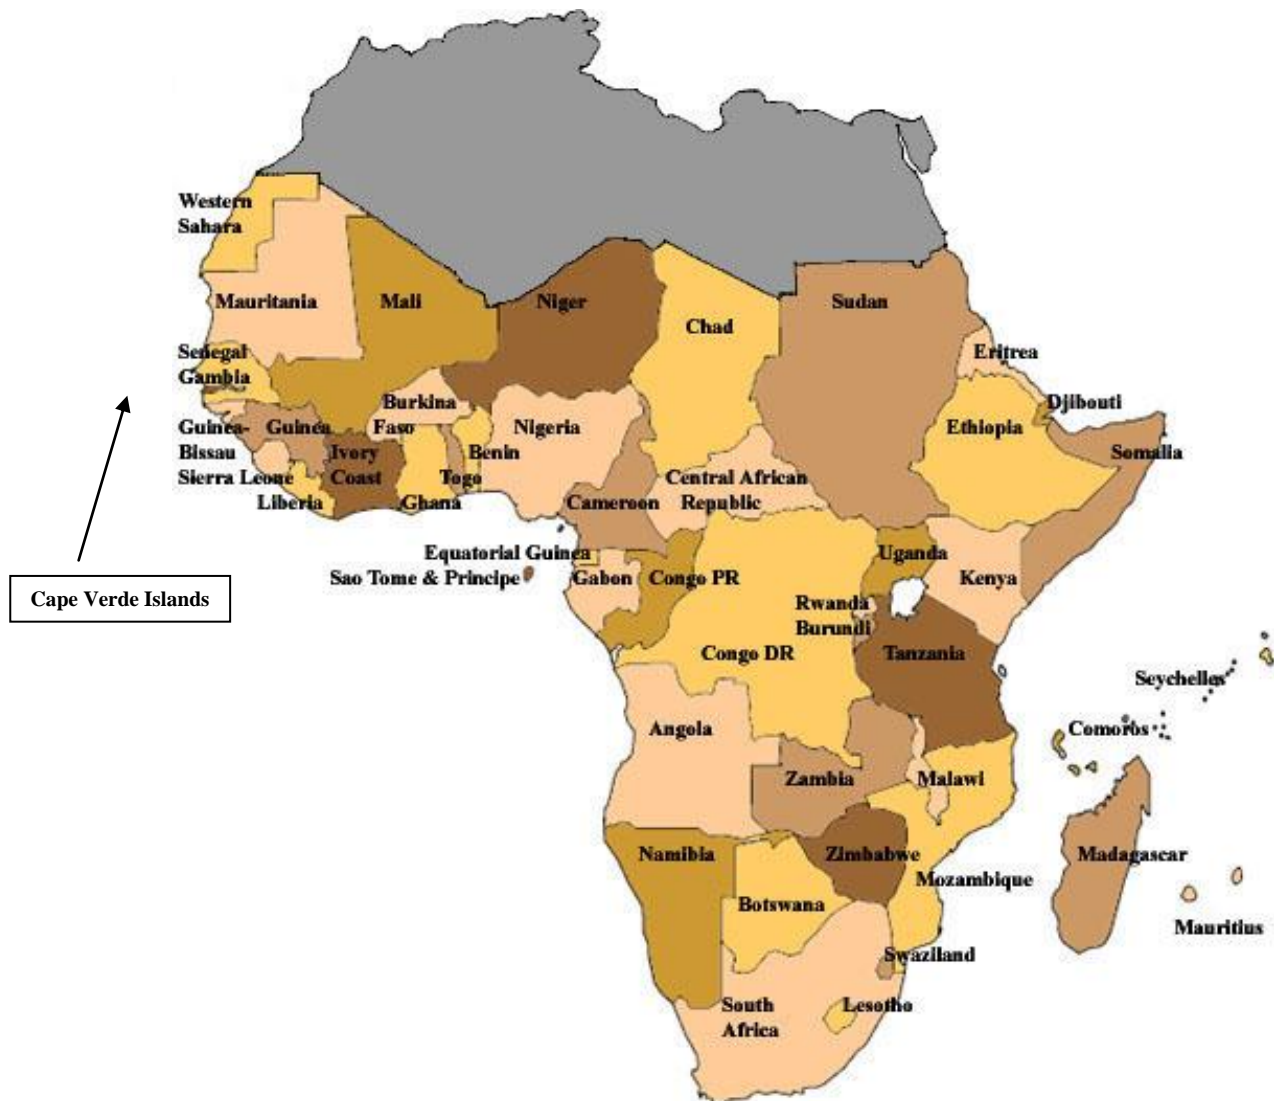 Western
Sahara
Mauritania
Mali
Niger
Chad
Sudan
Eritrea
Senegal
Gambia
Burkina
Faso
Djibouti
Guinea-
Bissau
Guinea
Ivory
Coast
Nigeria
Benin
Togo
Ethiopia
Somalia
Sierra Leone
Liberia
Ghana
Cameroon
Central African
Republic
Equatorial Guinea
Sao Tome & Principe
Gabon
Congo PR
Uganda
Kenya
Cape Verde Islands
Rwanda
Burundi
Congo DR
Tanzania
Seychelles
Comoros
Angola
Zambia
Malawi
Namibia
Zimbabwe
Mozambique
Madagascar
Botswana
Mauritius
Swaziland
South
Africa
Lesotho